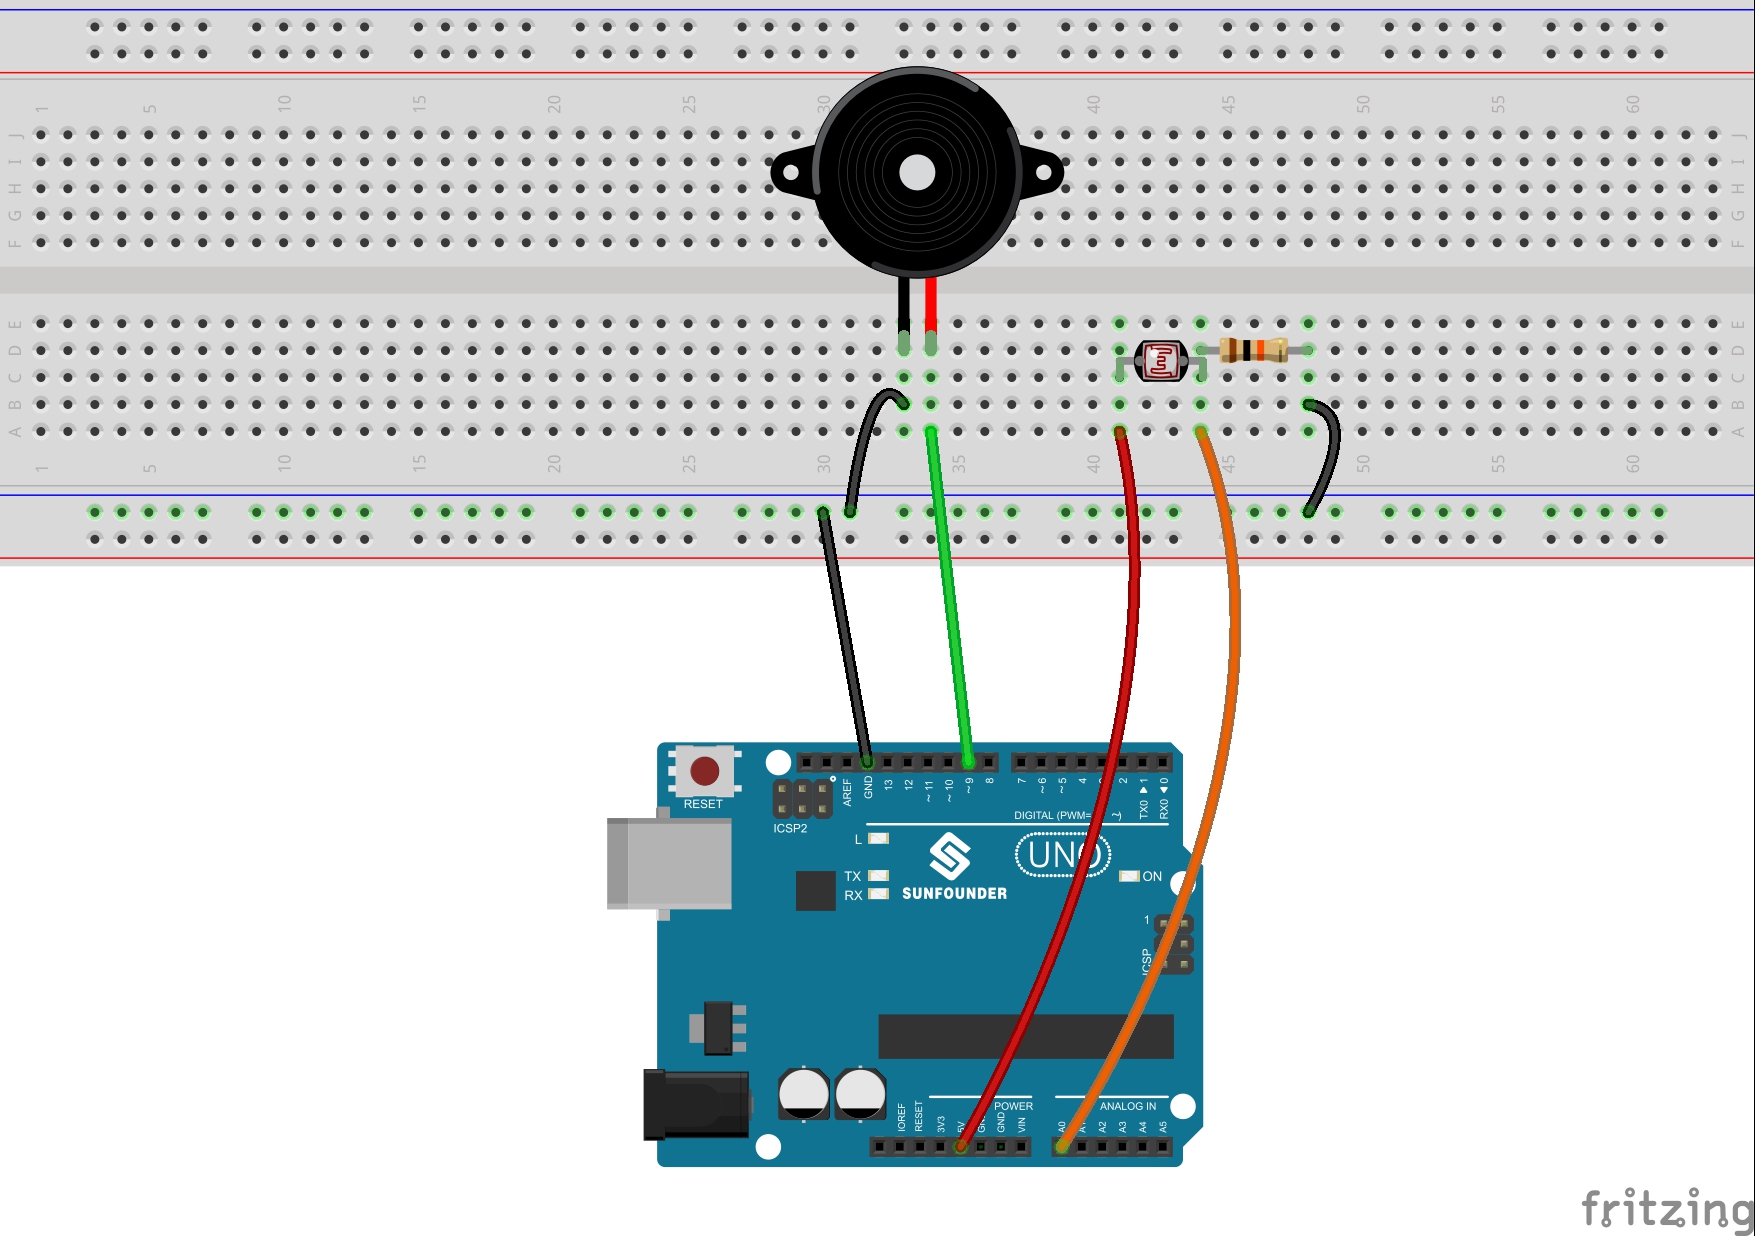 1 5 10 15 20 25 30 40 45 50 55 60
J J
I I
H H
G G
F F
E E
D D
C C
B B
A A
1 5 10 15 20 25 30 35 40 45 50 55 60
RESET
ICSP2
AREF GND 13 12 ~11 ~10 ~9 8 7 ~6 ~5 4 2 TX0▶1 RX0◀0
DIGITAL (PWM=
L
UNO
TX
RX
ON
SUNFOUNDER
1
ICSP
POWER
ANALOG IN
IOREF RESET 3V3 5V GND GND VIN A0 A1 A2 A3 A4 A5
fritzing